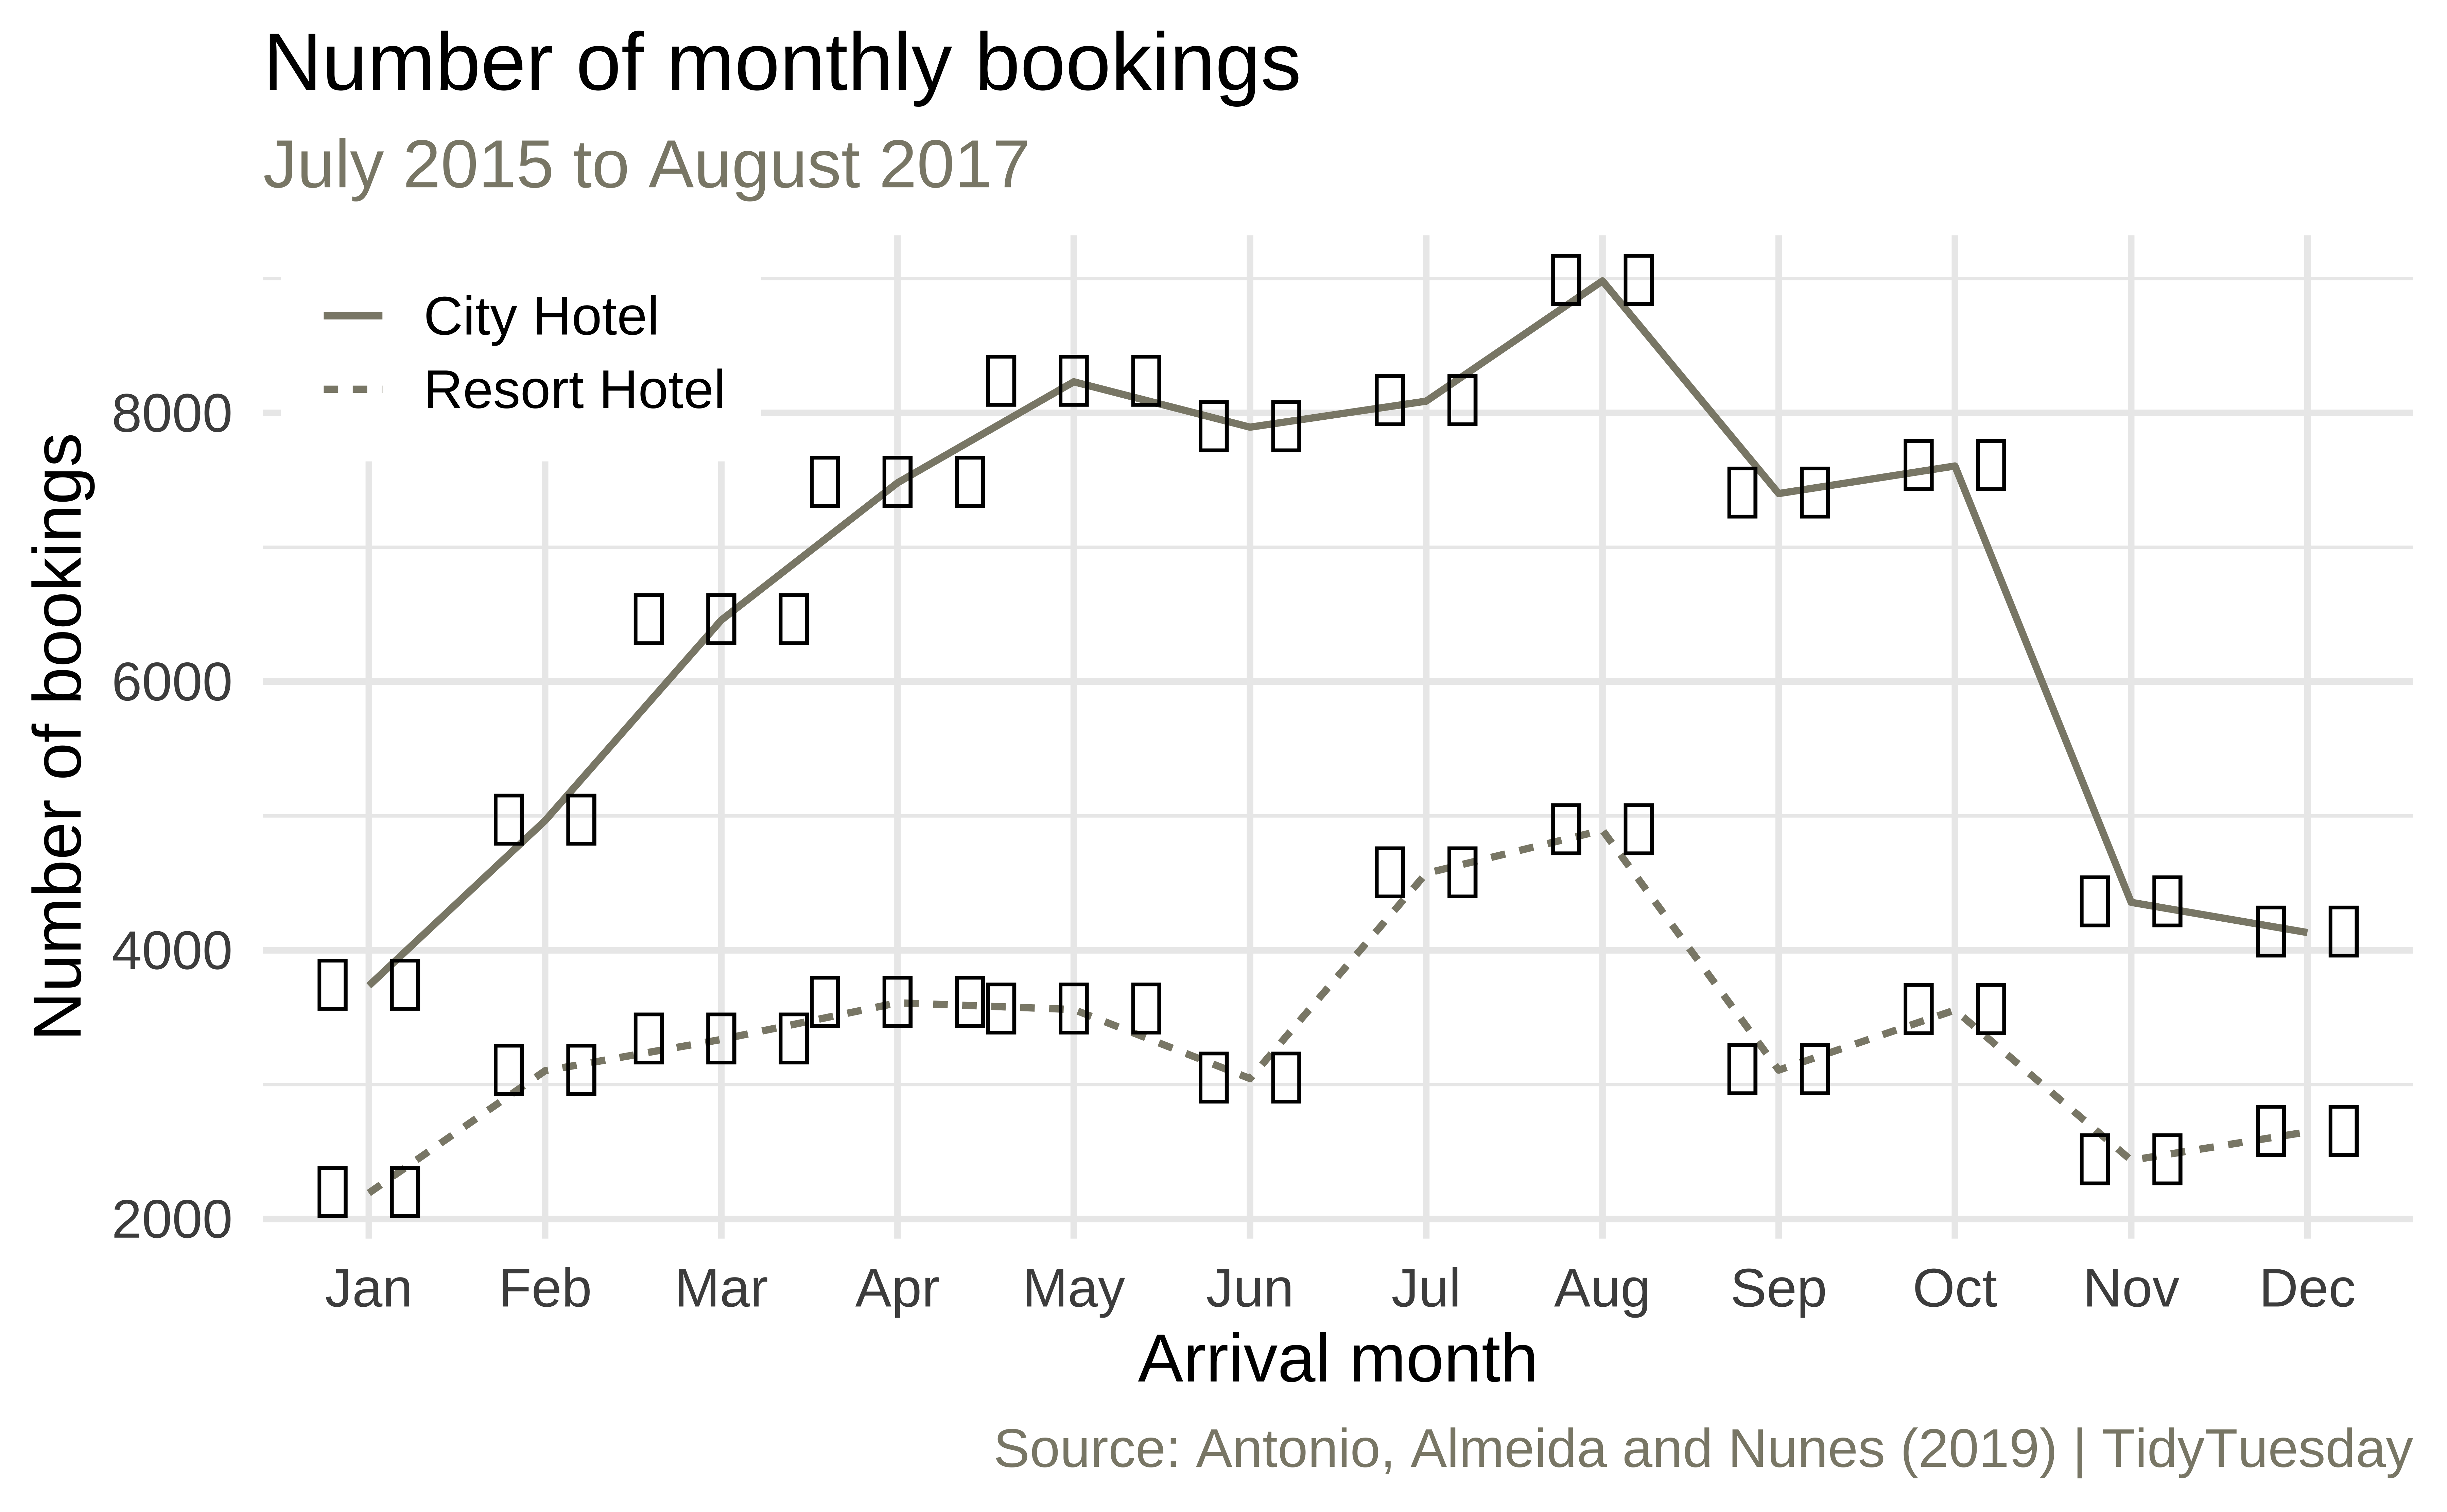 Number of monthly bookings
July 2015 to August 2017
City Hotel
Resort Hotel
Number of bookings
8000
6000
4000
2000
Jan Feb Mar Apr May Jun Jul Aug Sep Oct Nov Dec
Arrival month
Source: Antonio, Almeida and Nunes (2019) | TidyTuesday